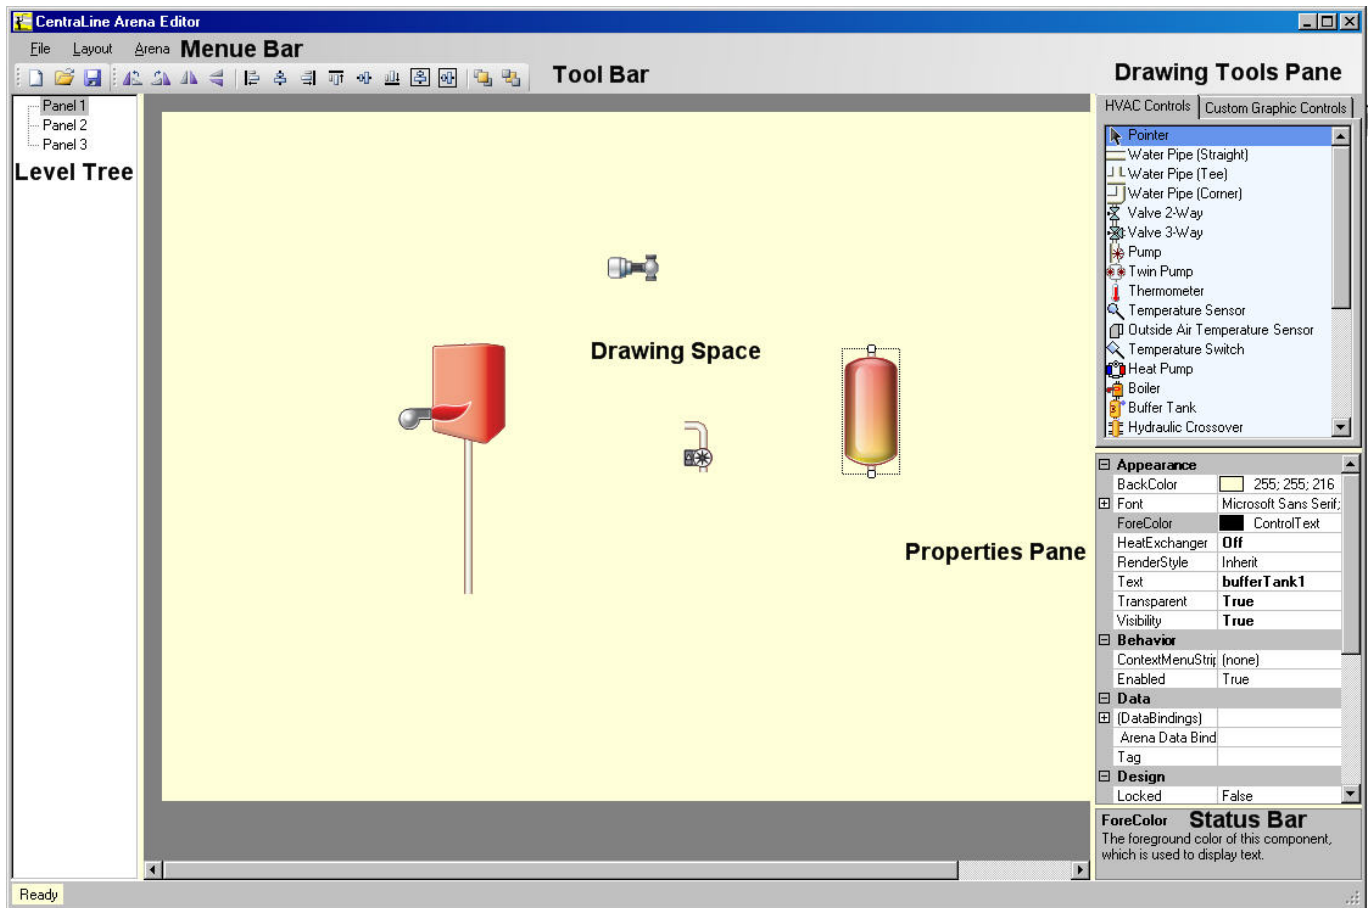 CentraLine Arena Editor
File Layout Arena Menue Bar
Tool Bar
Drawing Tools Pane
Panel 1
Panel 2
Panel 3
Level Tree
Drawing Space
HVAC Controls Custom Graphic Controls
Pointer
Water Pipe (Straight)
Water Pipe (Tee)
Water Pipe (Corner)
Valve 2-Way
Valve 3-Way
Pump
Twin Pump
Thermometer
Temperature Sensor
Outside Air Temperature Sensor
Temperature Switch
Heat Pump
Boiler
Buffer Tank
Hydraulic Crossover
Properties Pane
Appearance
BackColor 255; 255; 216
Font Microsoft Sans Serif;
ForeColor ControlText
HeatExchanger Off
RenderStyle Inherit
Text bufferTank1
Transparent True
Visibility True
Behavior
ContextMenuStrip (none)
Enabled True
Data
(DataBindings)
Arena Data Bind
Tag
Design
Locked False
ForeColor Status Bar
The foreground color of this component,
which is used to display text.
Ready